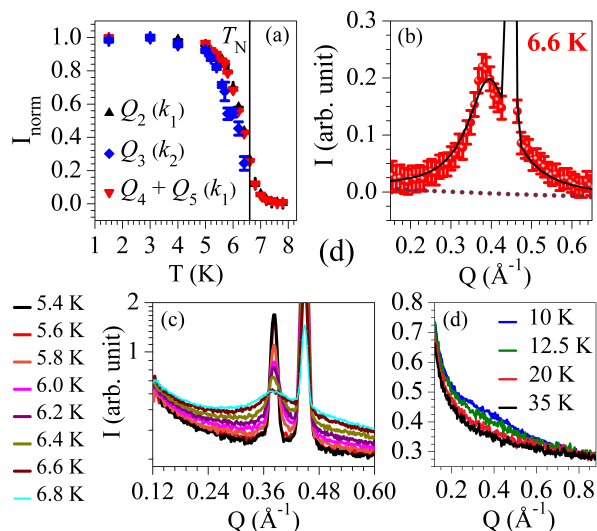 1.0
0.8
0.6
0.4
0.2
0.0
I_norm
T_N
(a)
Q_2 (k_1)
Q_3 (k_2)
Q_4 + Q_5 (k_1)
2 3 4 5 6 7 8
T (K)
0.3
0.2
0.1
0.0
I (arb. unit)
(b)
6.6 K
0.2 0.3 0.4 0.5 0.6
Q (Å⁻¹)
(d)
5.4 K
5.6 K
5.8 K
6.0 K
6.2 K
6.4 K
6.6 K
6.8 K
2
1
I (arb. unit)
(c)
0.12 0.24 0.36 0.48 0.60
Q (Å⁻¹)
0.8
0.7
0.6
0.5
0.4
0.3
(d)
10 K
12.5 K
20 K
35 K
0.2 0.4 0.6 0.8
Q (Å⁻¹)